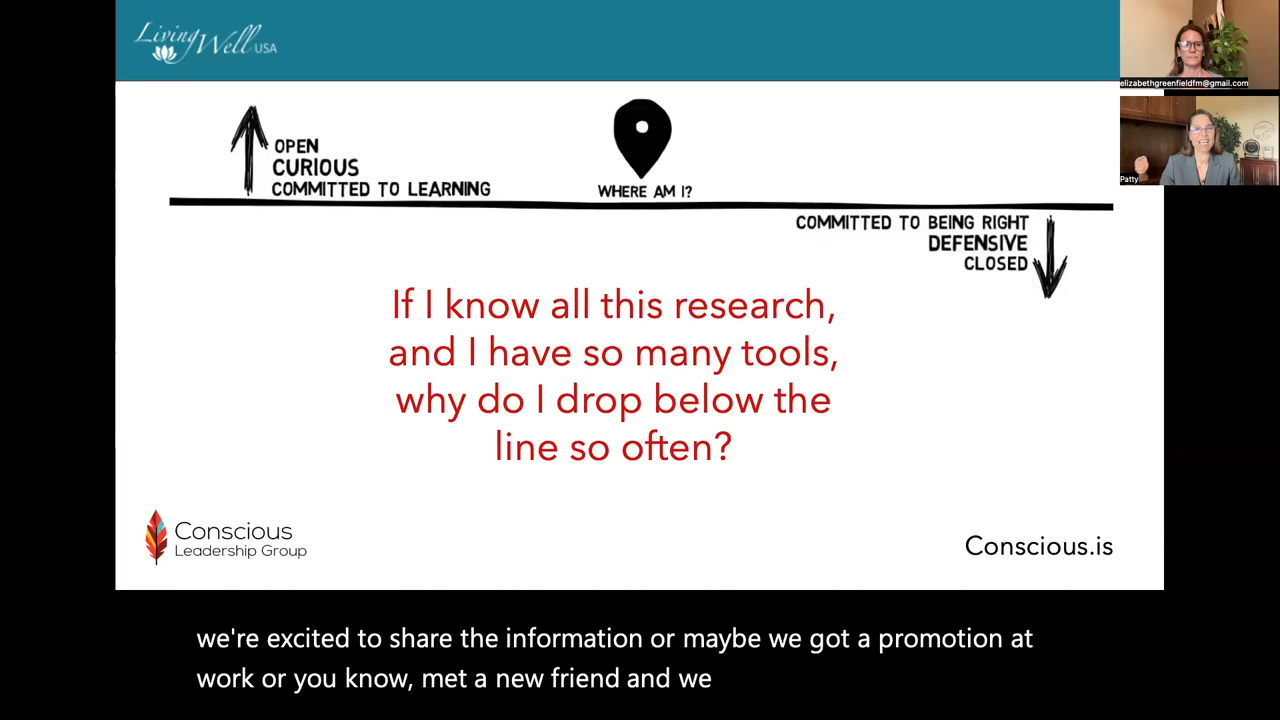 Living Well USA
elizabethgreenfieldfm@gmail.com
Patty
OPEN
CURIOUS
COMMITTED TO LEARNING
WHERE AM I?
COMMITTED TO BEING RIGHT
DEFENSIVE
CLOSED
If I know all this research,
and I have so many tools,
why do I drop below the
line so often?
Conscious
Leadership Group
Conscious.is
we're excited to share the information or maybe we got a promotion at
work or you know, met a new friend and we